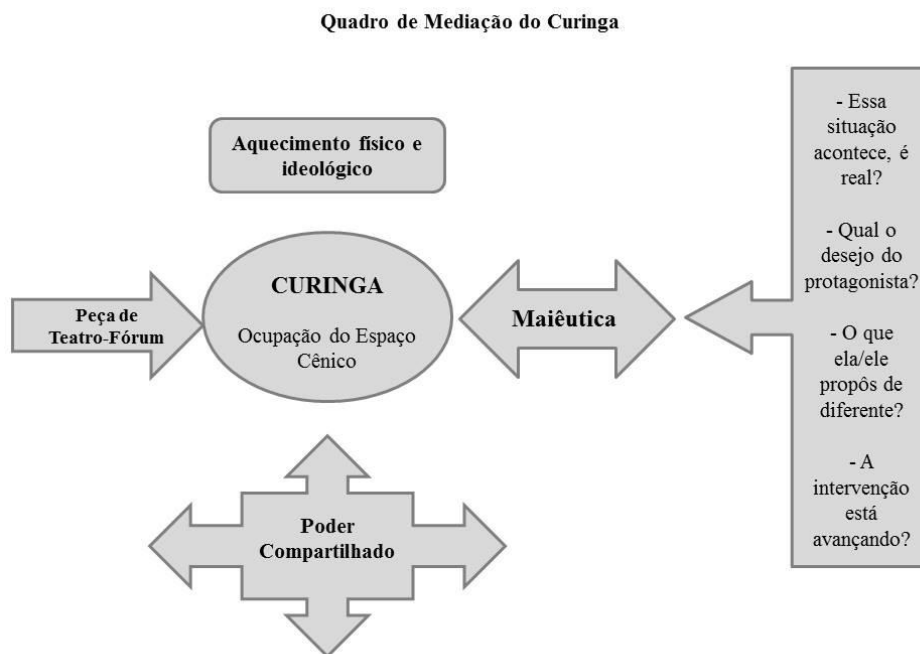 Quadro de Mediação do Curinga
Aquecimento físico e
ideológico
Peça de
Teatro-Fórum
CURINGA
Ocupação do Espaço
Cênico
Maiêutica
- Essa
situação
acontece, é
real?
- Qual o
desejo do
protagonista?
- O que
ela/ele
propôs de
diferente?
- A
intervenção
está
avançando?
Poder
Compartilhado